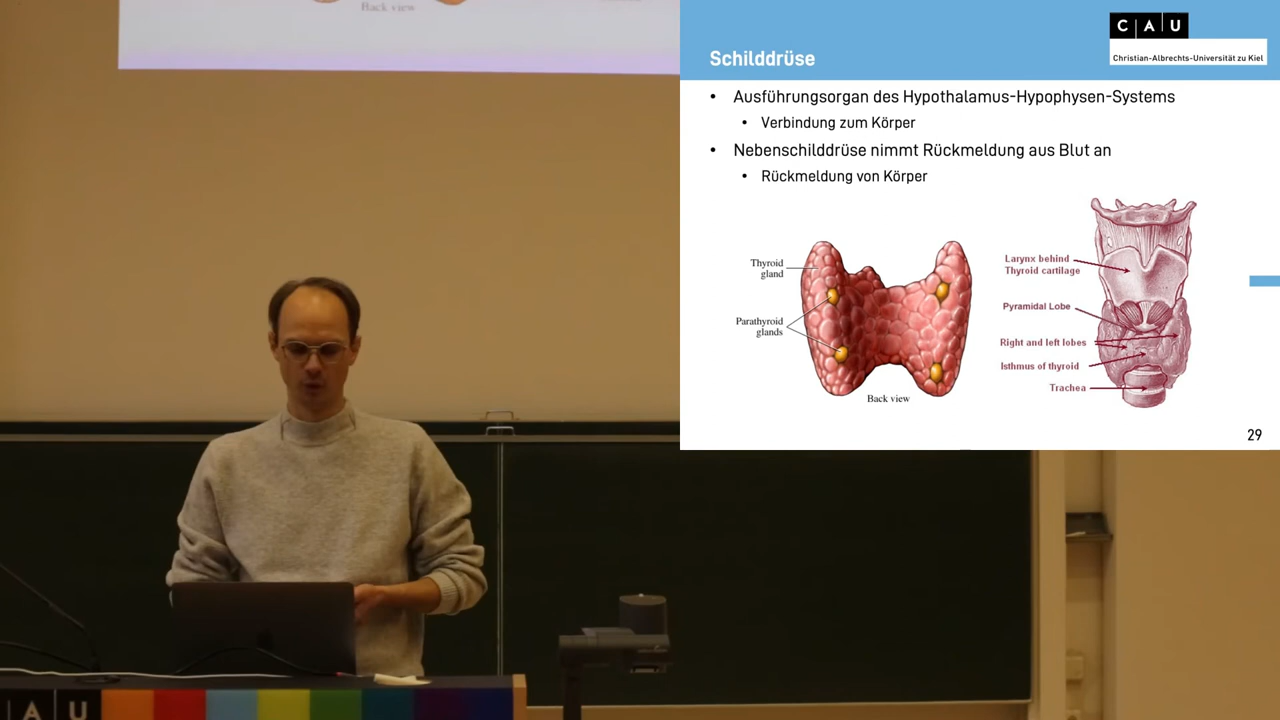 Back view
C A U
Christian-Albrechts-Universität zu Kiel
Schilddrüse
• Ausführungsorgan des Hypothalamus-Hypophysen-Systems
• Verbindung zum Körper
• Nebenschilddrüse nimmt Rückmeldung aus Blut an
• Rückmeldung von Körper
Thyroid
gland
Parathyroid
glands
Back view
Larynx behind
Thyroid cartilage
Pyramidal Lobe
Right and left lobes
Isthmus of thyroid
Trachea
29
A U